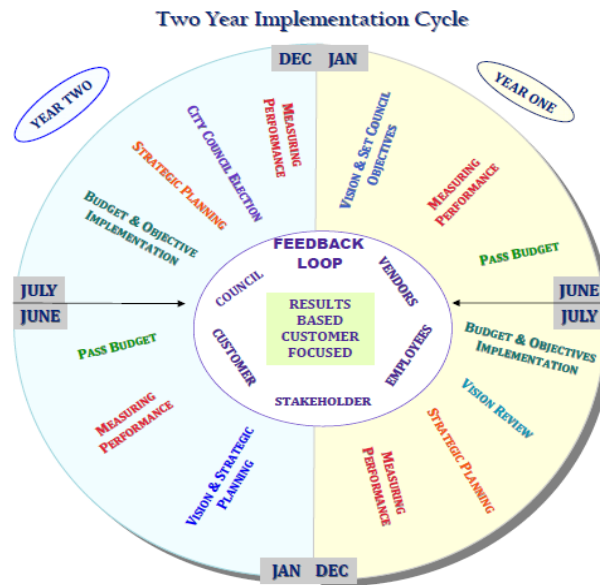 Two Year Implementation Cycle
DEC JAN
YEAR TWO
YEAR ONE
VISION & SET COUNCIL
OBJECTIVES
MEASURING
PERFORMANCE
PASS BUDGET
JUNE
JULY
BUDGET & OBJECTIVES
IMPLEMENTATION
VISION REVIEW
STRATEGIC PLANNING
MEASURING
PERFORMANCE
JAN DEC
VISION & STRATEGIC
PLANNING
MEASURING
PERFORMANCE
PASS BUDGET
JULY
JUNE
BUDGET & OBJECTIVE
IMPLEMENTATION
STRATEGIC PLANNING
CITY COUNCIL ELECTION
MEASURING
PERFORMANCE
FEEDBACK
LOOP
COUNCIL
VENDORS
RESULTS
BASED
CUSTOMER
FOCUSED
CUSTOMER
EMPLOYEES
STAKEHOLDER